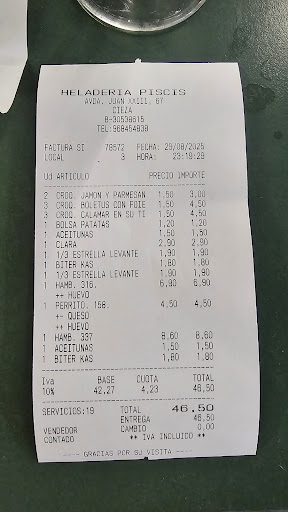 HELADERIA PISCIS
AVDA. JUAN XXIII, 67
CIEZA
B-30538615
TEL:968454838
FACTURA SI 78572 FECHA: 29/08/2025
LOCAL 3 HORA: 23:19:29
Ud ARTICULO PRECIO IMPORTE
2 CROQ. JAMON Y PARMESAN 1,50 3,00
3 CROQ. BOLETUS CON FOIE 1,50 4,50
3 CROQ. CALAMAR EN SU TI 1,50 4,50
1 BOLSA PATATAS 1,20 1,20
1 ACEITUNAS 1,50 1,50
1 CLARA 2,90 2,90
1 1/3 ESTRELLA LEVANTE 1,90 1,90
1 BITER KAS 1,80 1,80
1 1/3 ESTRELLA LEVANTE 1,90 1,90
1 HAMB. 316. 6,90 6,90
++ HUEVO
1 PERRITO. 158. 4,50 4,50
+- QUESO
++ HUEVO
1 HAMB. 337 8,60 8,60
1 ACEITUNAS 1,50 1,50
1 BITER KAS 1,80 1,80
Iva BASE CUOTA TOTAL
10% 42,27 4,23 46,50
SERVICIOS:19 TOTAL 46,50
ENTREGA 46,50
VENDEDOR CAMBIO 0,00
CONTADO ** IVA INCLUIDO **
---- GRACIAS POR SU VISITA ----